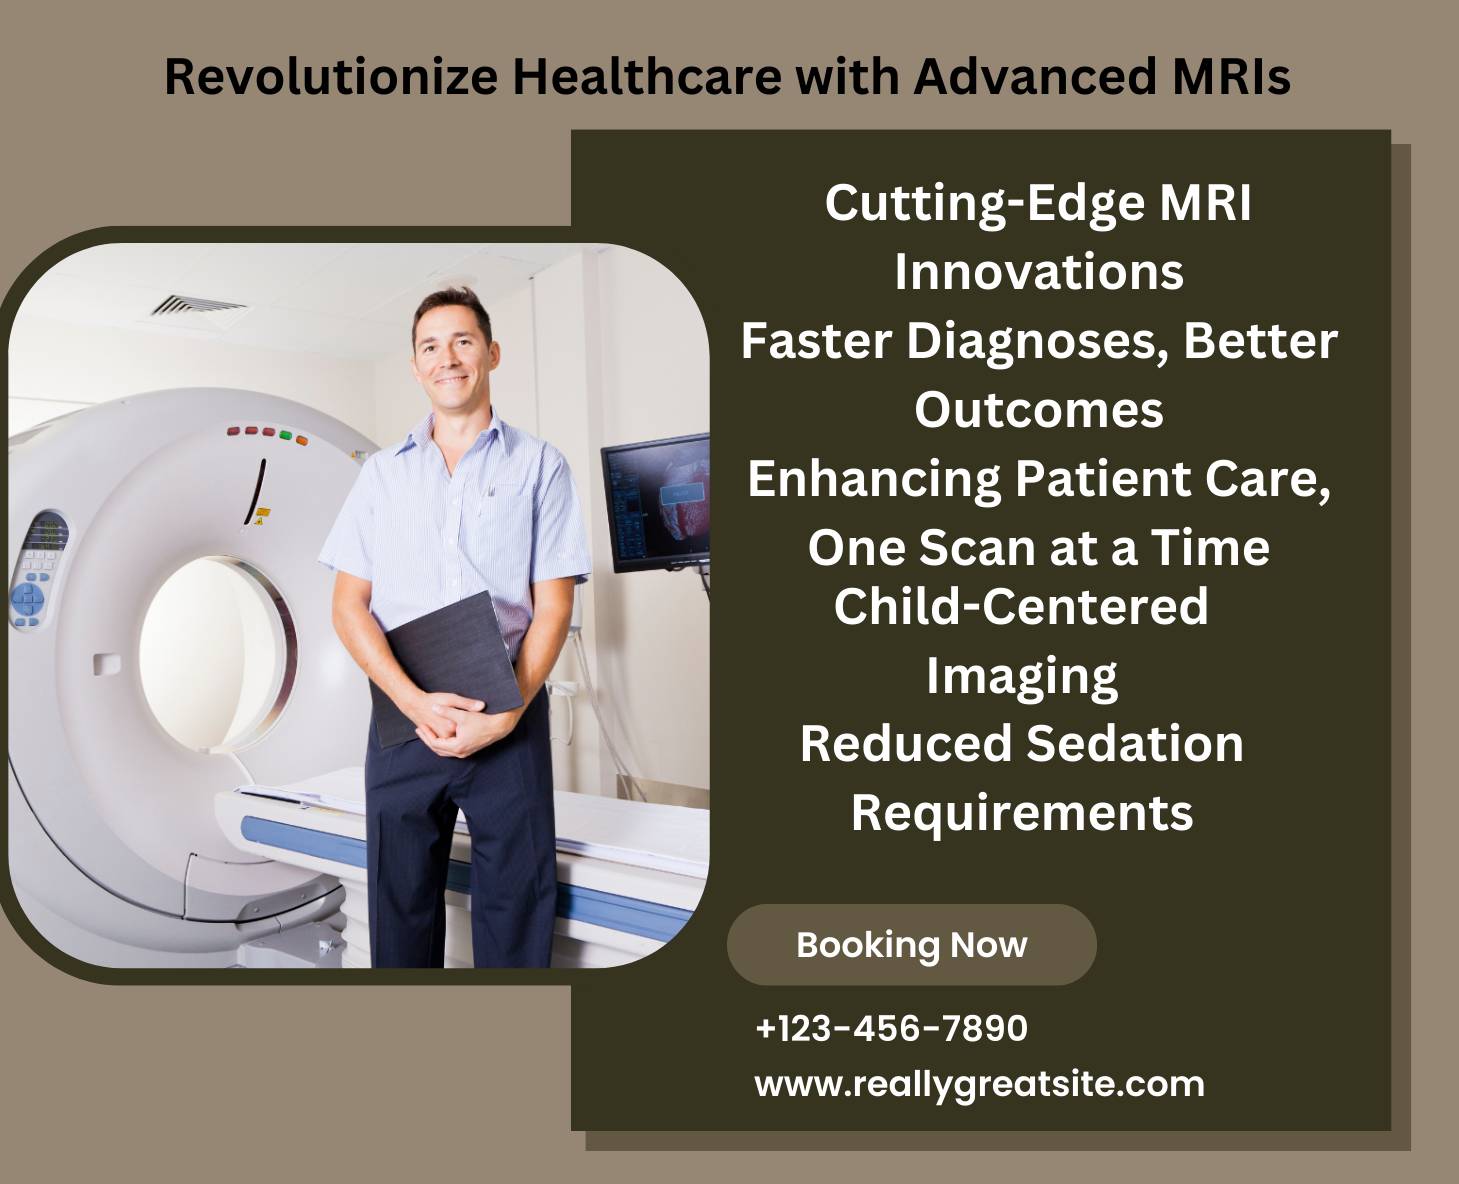 Revolutionize Healthcare with Advanced MRIs
Cutting-Edge MRI
Innovations
Faster Diagnoses, Better
Outcomes
Enhancing Patient Care,
One Scan at a Time
Child-Centered
Imaging
Reduced Sedation
Requirements
Booking Now
+123-456-7890
www.reallygreatsite.com